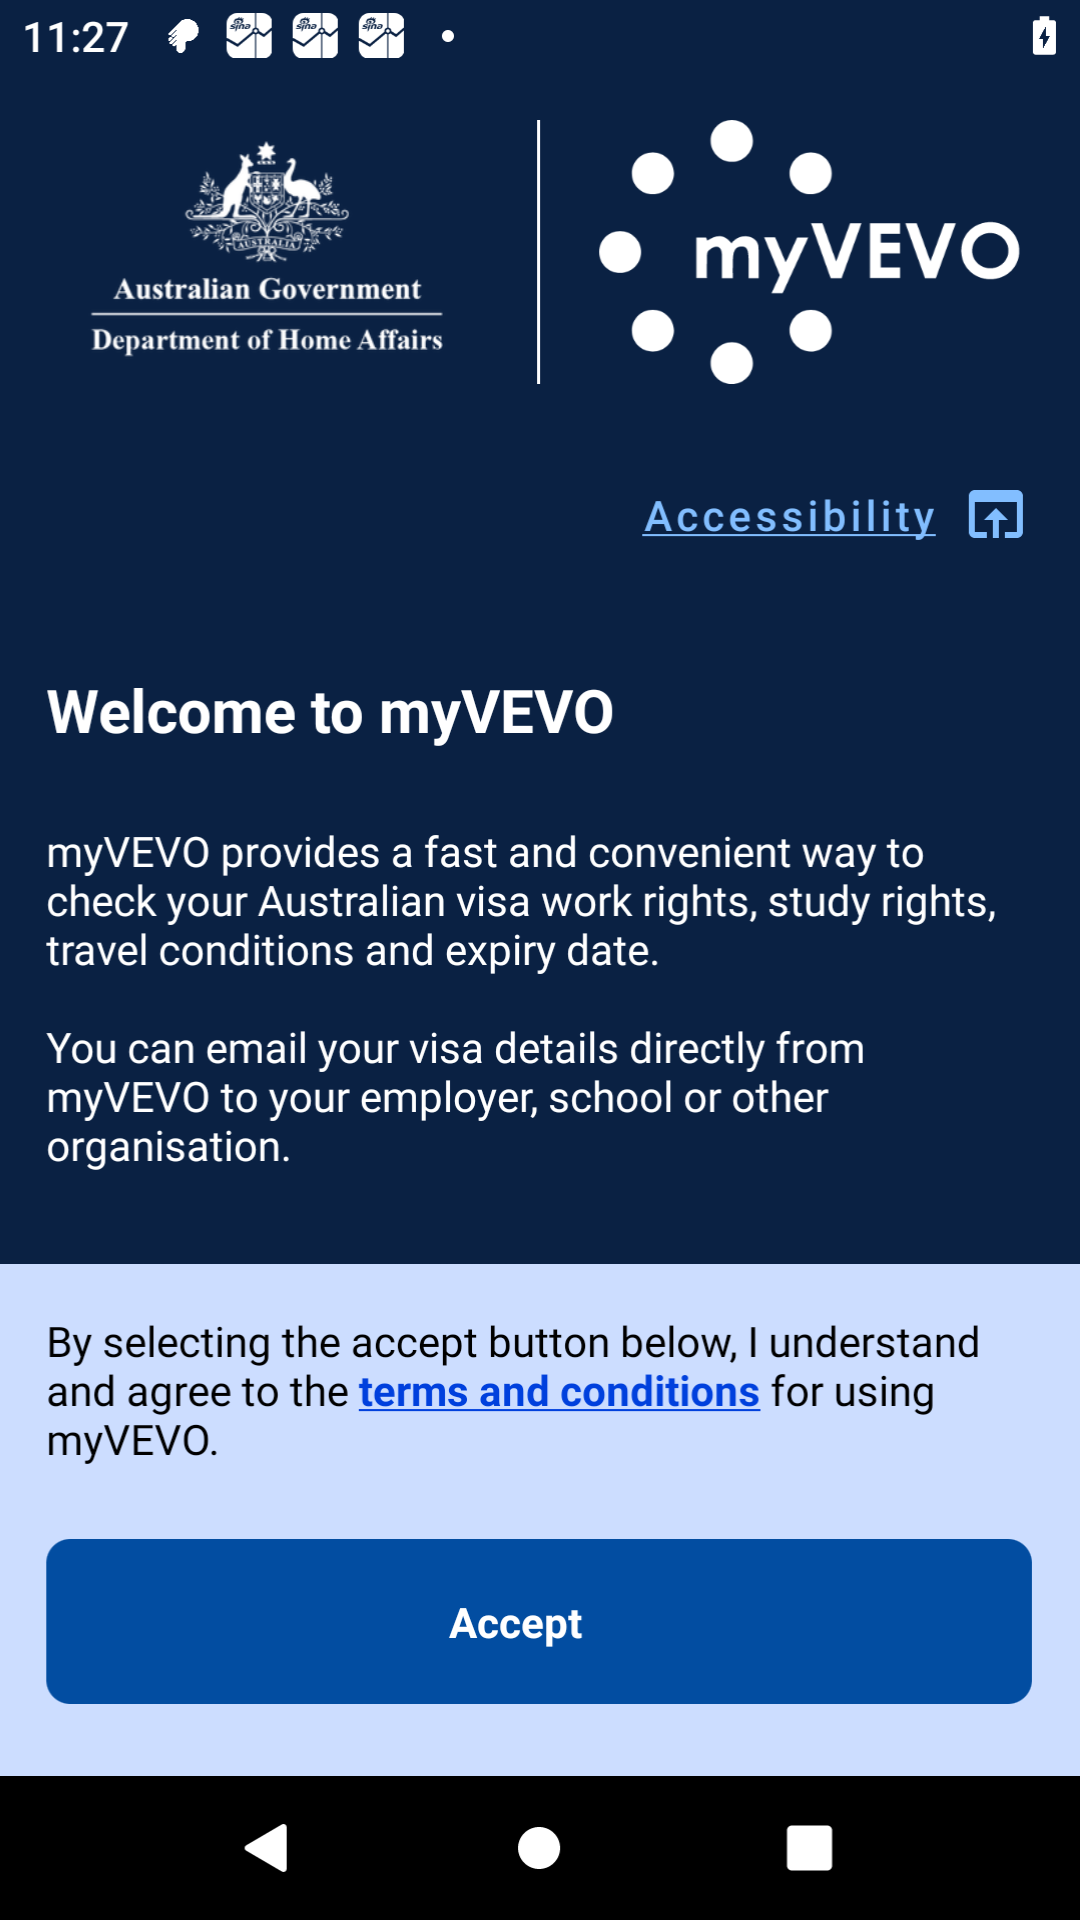 11:27
AUSTRALIA
Australian Government
Department of Home Affairs
myVEVO
Accessibility
Welcome to myVEVO
myVEVO provides a fast and convenient way to
check your Australian visa work rights, study rights,
travel conditions and expiry date.
You can email your visa details directly from
myVEVO to your employer, school or other
organisation.
By selecting the accept button below, I understand
and agree to the terms and conditions for using
myVEVO.
Accept